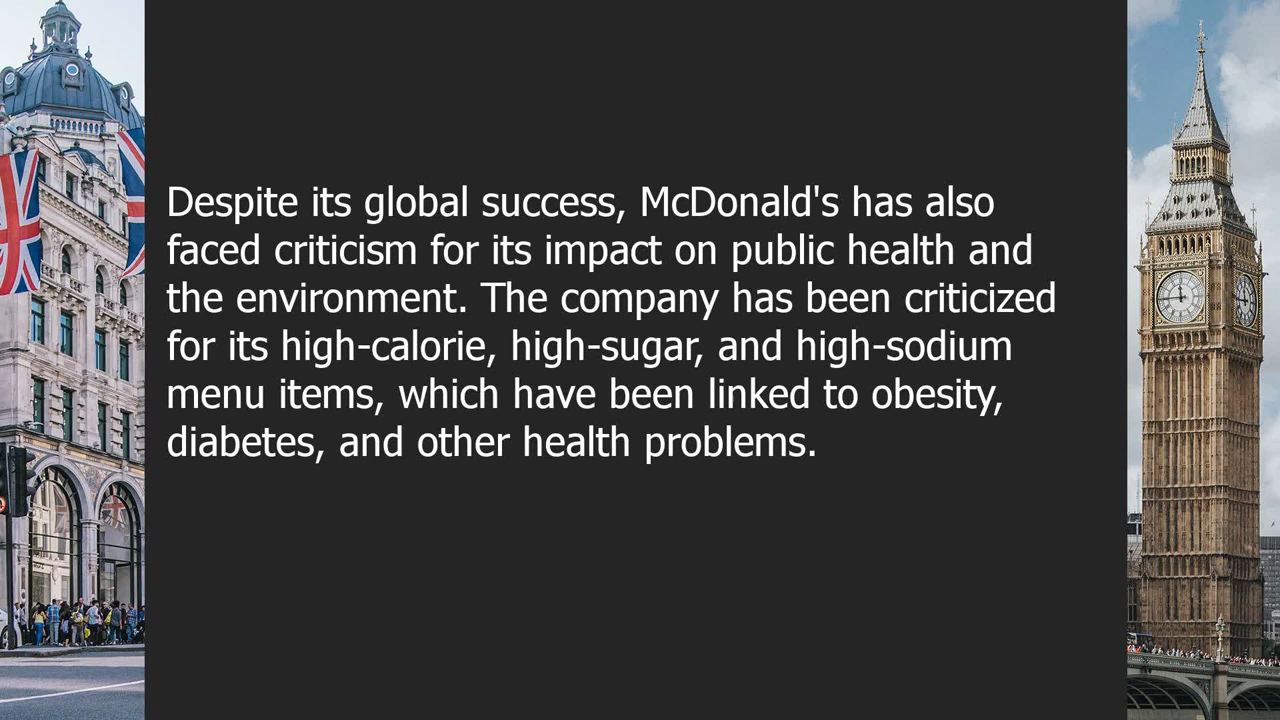 Despite its global success, McDonald's has also
faced criticism for its impact on public health and
the environment. The company has been criticized
for its high-calorie, high-sugar, and high-sodium
menu items, which have been linked to obesity,
diabetes, and other health problems.